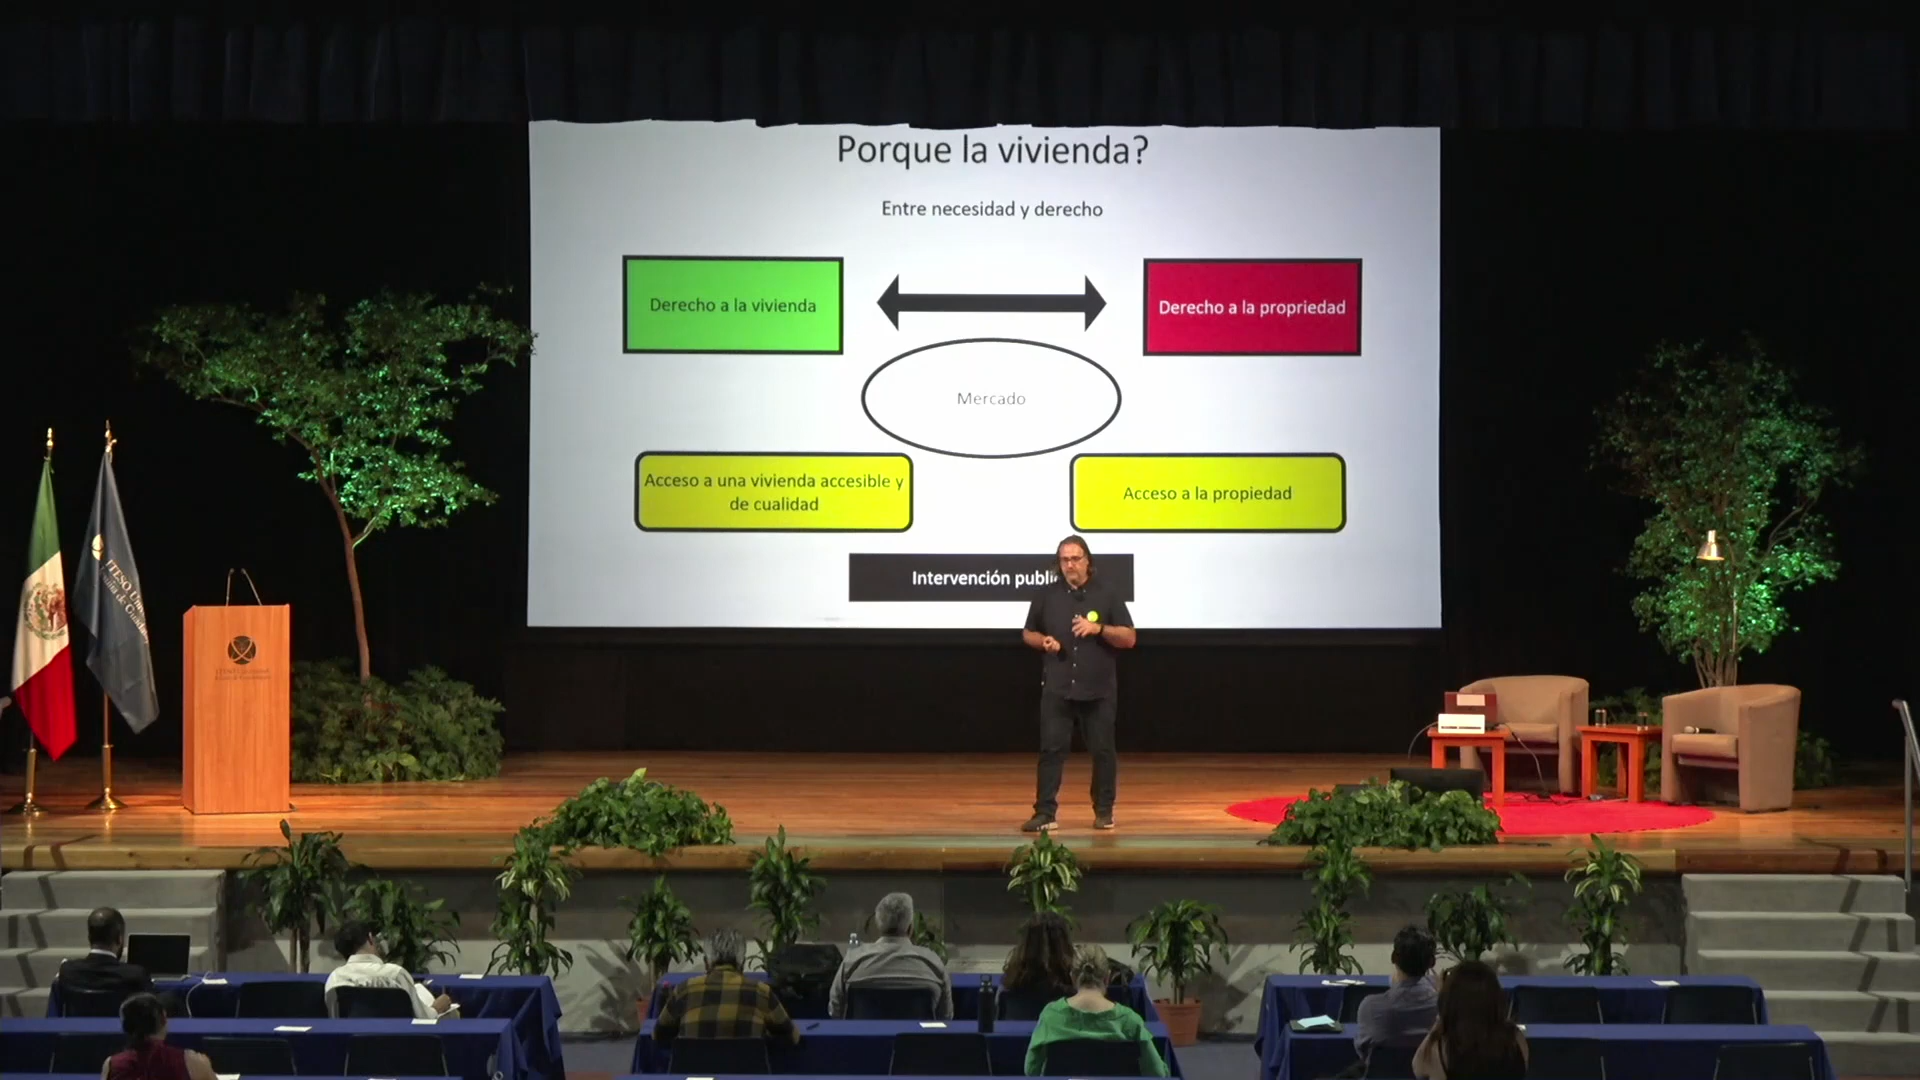 Porque la vivienda?
Entre necesidad y derecho
Derecho a la vivienda
Derecho a la propriedad
Mercado
Acceso a una vivienda accesible y
de cualidad
Acceso a la propiedad
Intervención
ITESO